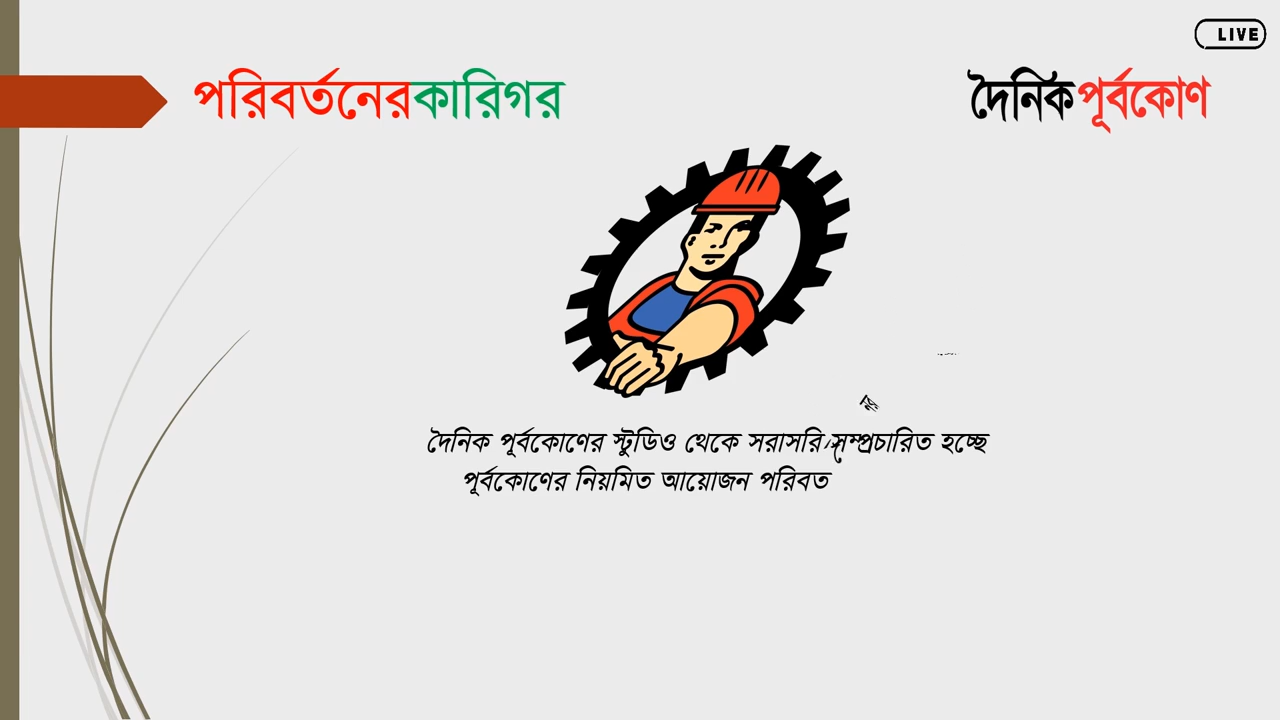 LIVE
পরিবর্তনেরকারিগর
দৈনিকপূর্বকোণ
দৈনিক পূর্বকোণের স্টুডিও থেকে সরাসরি সম্প্রচারিত হচ্ছে
পূর্বকোণের নিয়মিত আয়োজন পরিবত